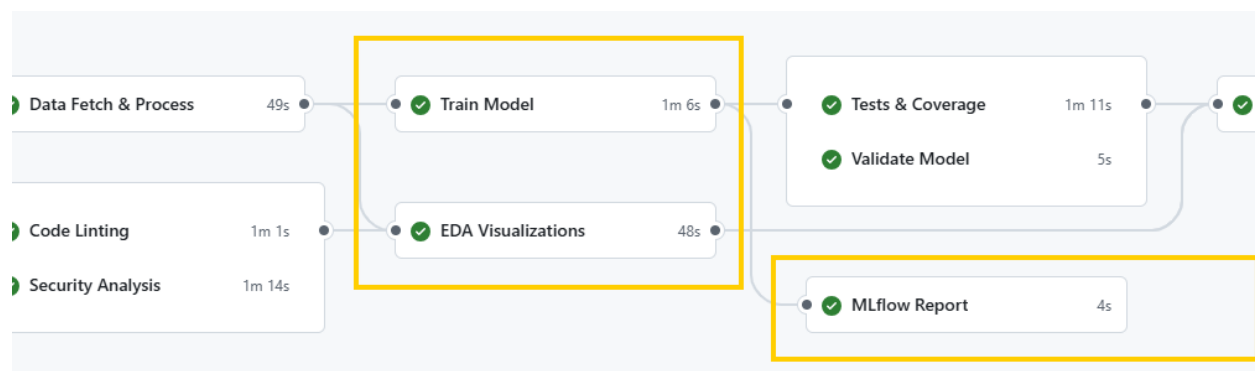 Data Fetch & Process 49s
Train Model 1m 6s
Tests & Coverage 1m 11s
Validate Model 5s
Code Linting 1m 1s
EDA Visualizations 48s
Security Analysis 1m 14s
MLflow Report 4s